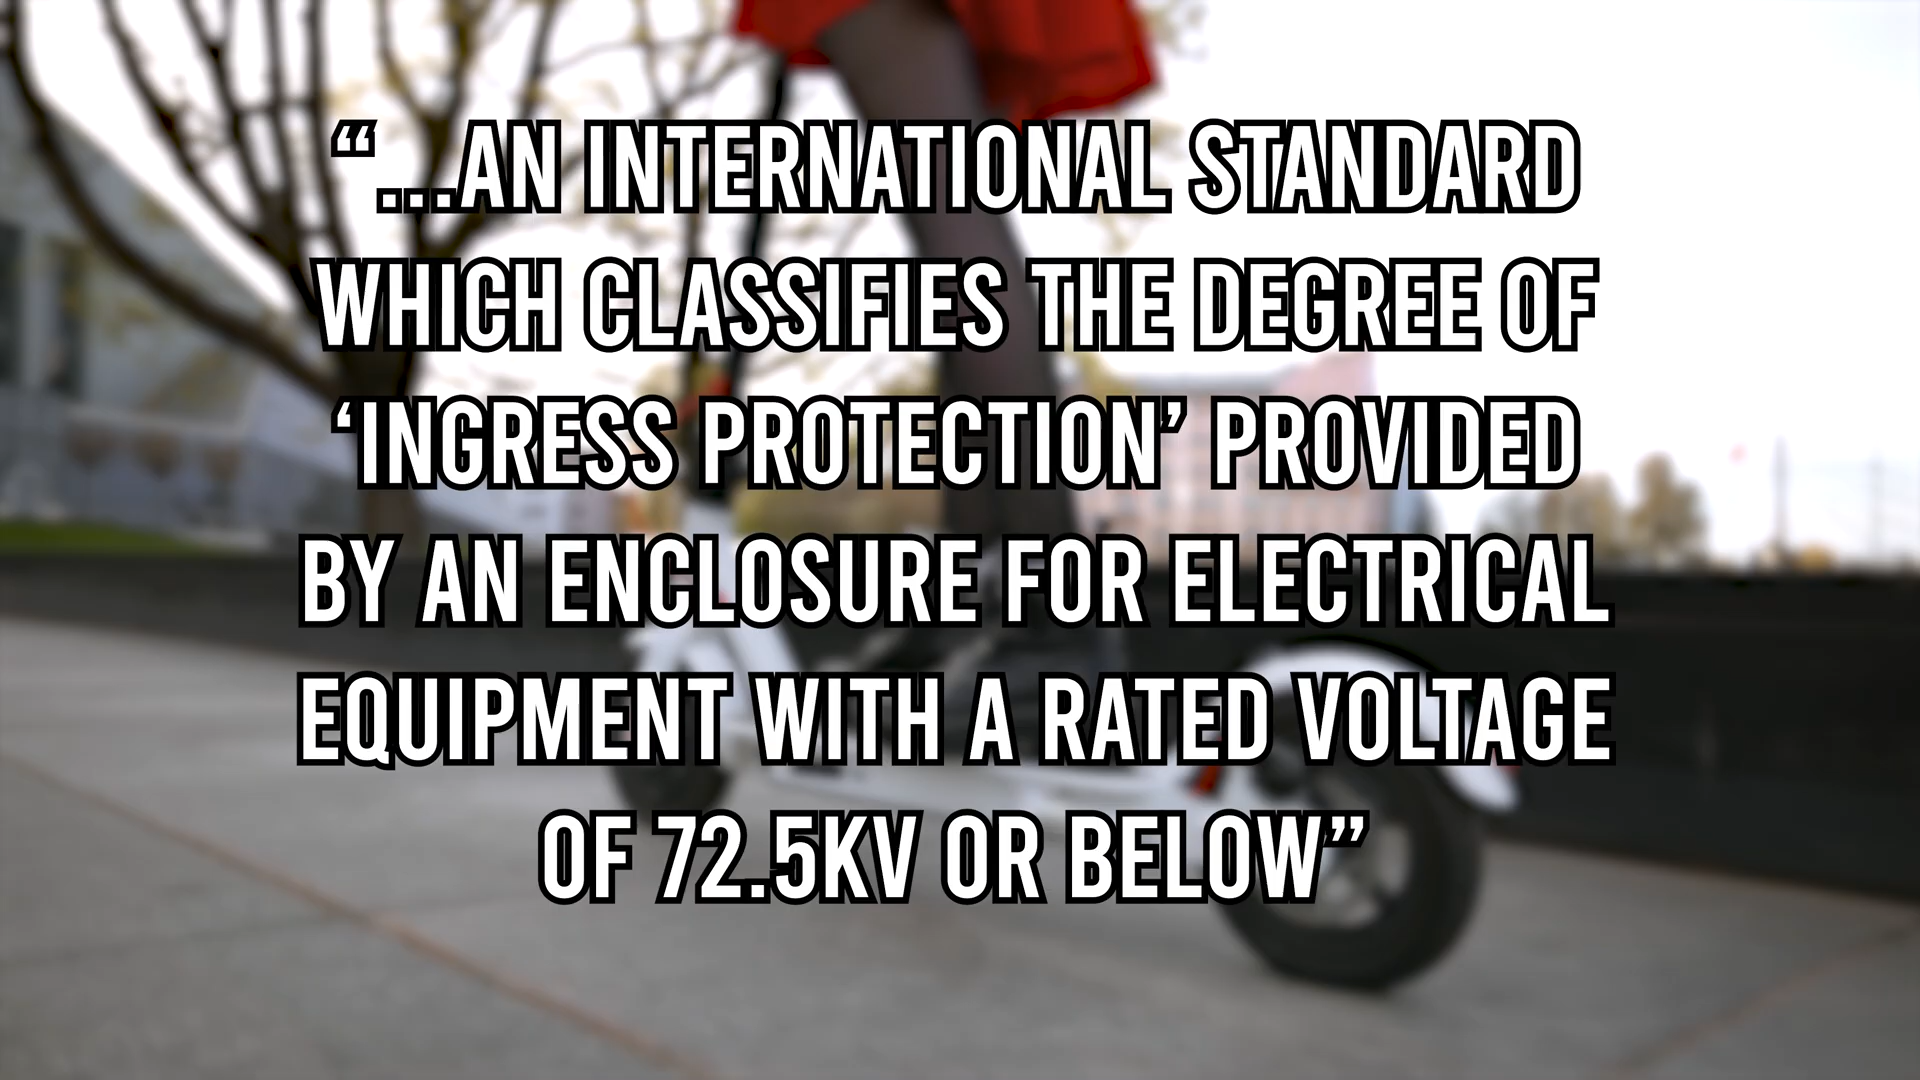 “...AN INTERNATIONAL STANDARD
WHICH CLASSIFIES THE DEGREE OF
‘INGRESS PROTECTION’ PROVIDED
BY AN ENCLOSURE FOR ELECTRICAL
EQUIPMENT WITH A RATED VOLTAGE
OF 72.5KV OR BELOW”